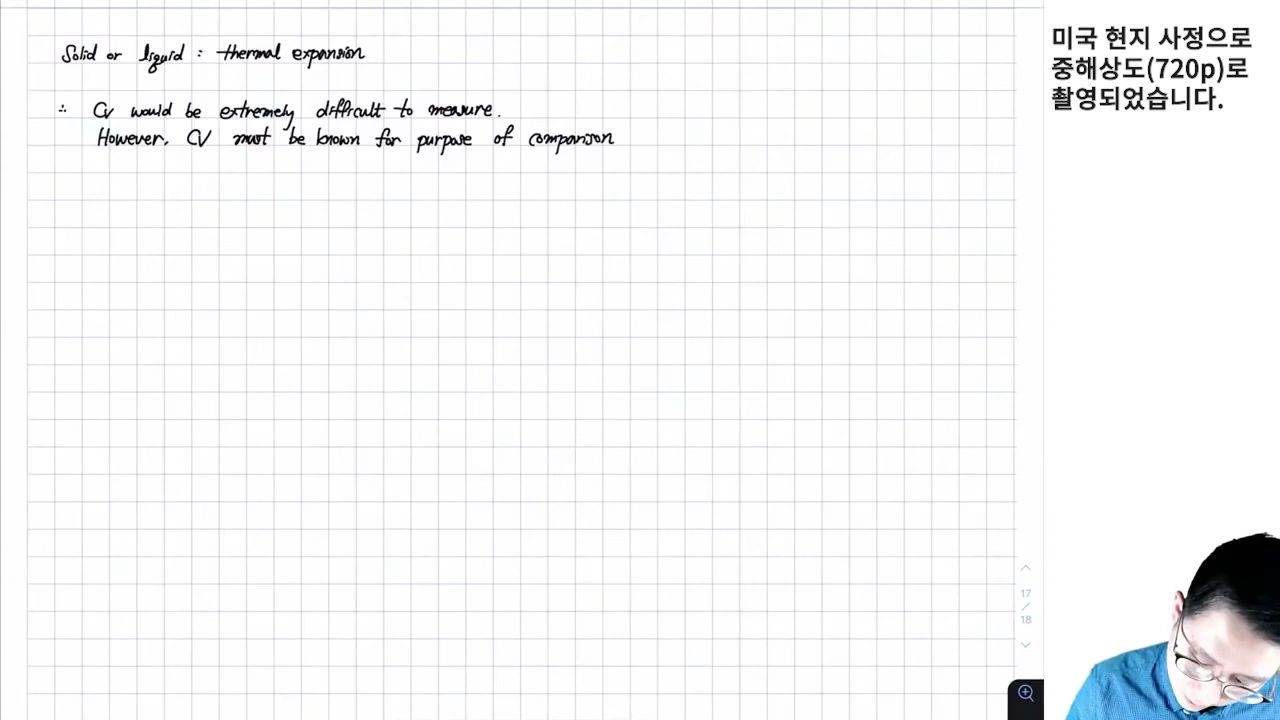 Solid or liquid : thermal expansion
∴ Cv would be extremely difficult to measure.
However, CV must be known for purpose of comparison
미국 현지 사정으로
중해상도(720p)로
촬영되었습니다.
17
/
18